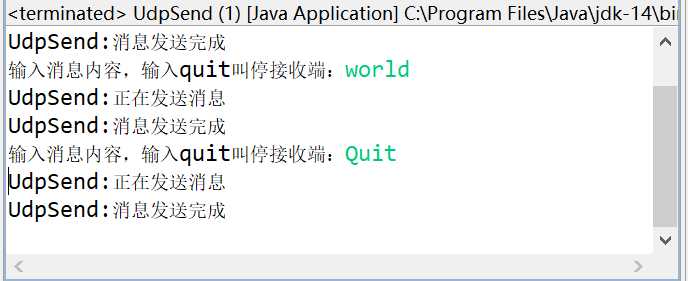 <terminated> UdpSend (1) [Java Application] C:\Program Files\Java\jdk-14\bi
UdpSend:消息发送完成
输入消息内容，输入quit叫停接收端：world
UdpSend:正在发送消息
UdpSend:消息发送完成
输入消息内容，输入quit叫停接收端：Quit
UdpSend:正在发送消息
UdpSend:消息发送完成